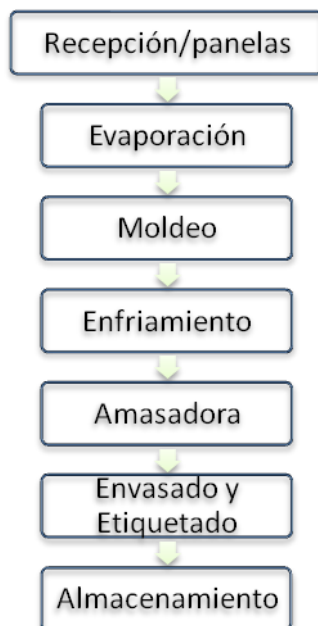 Recepción/panelas
Evaporación
Moldeo
Enfriamiento
Amasadora
Envasado y
Etiquetado
Almacenamiento